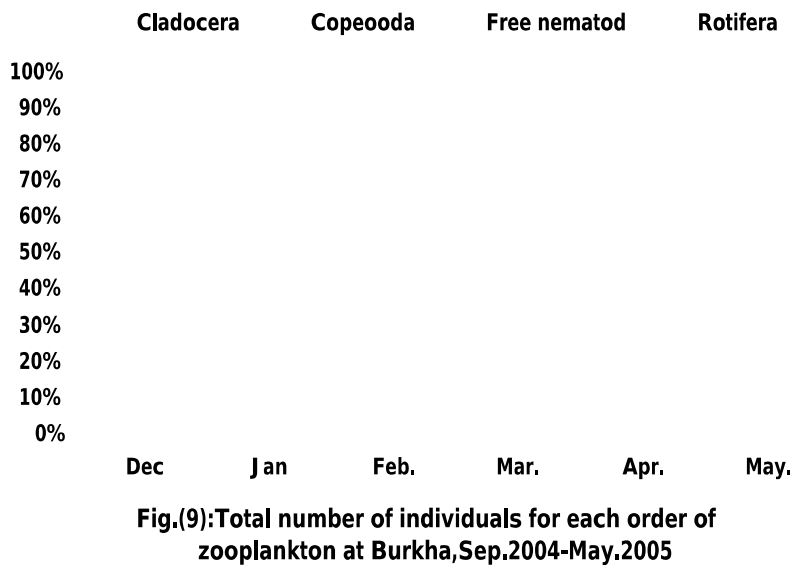 Cladocera Copeooda Free nematod Rotifera
100%
90%
80%
70%
60%
50%
40%
30%
20%
10%
0%
Dec Jan Feb. Mar. Apr. May.
Fig.(9):Total number of individuals for each order of
zooplankton at Burkha,Sep.2004-May.2005